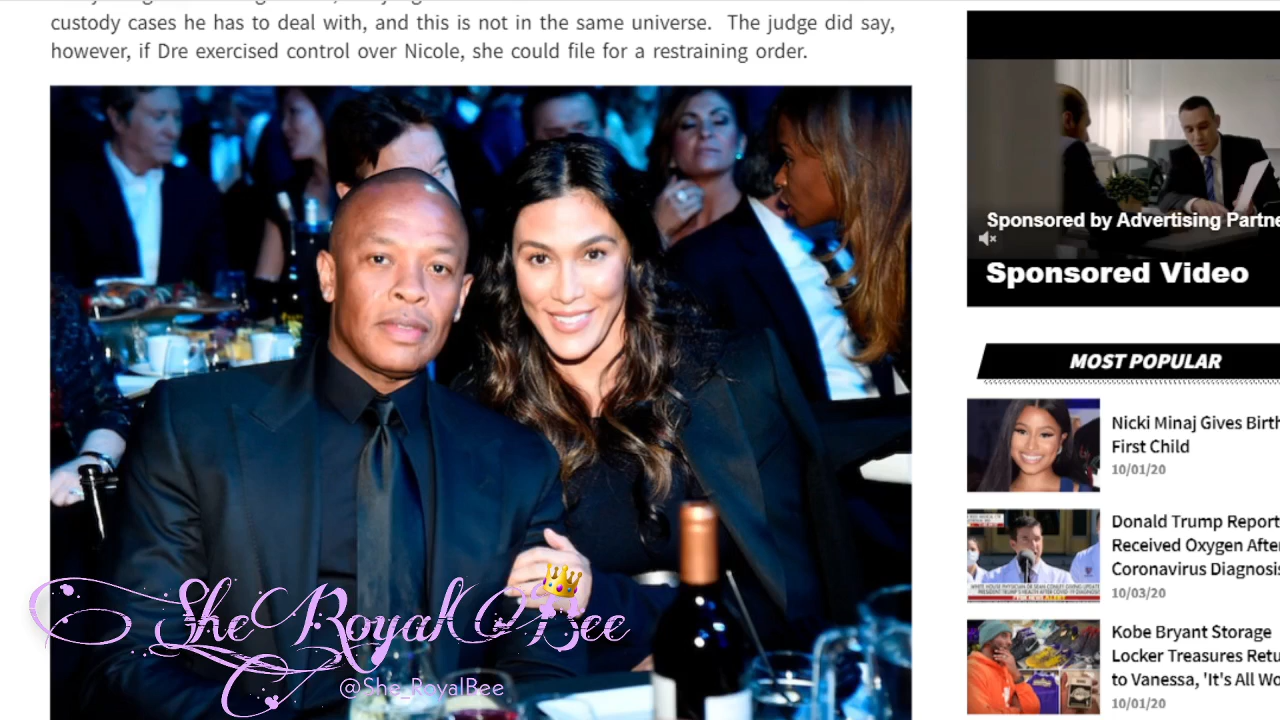 custody cases he has to deal with, and this is not in the same universe. The judge did say,
however, if Dre exercised control over Nicole, she could file for a restraining order.
Sponsored by Advertising Partne
Sponsored Video
MOST POPULAR
Nicki Minaj Gives Birth
First Child
10/01/20
Donald Trump Report
Received Oxygen After
Coronavirus Diagnosis
10/03/20
Kobe Bryant Storage
Locker Treasures Retu
to Vanessa, 'It's All Wo
10/01/20
SheRoyalBee
@She_RoyalBee